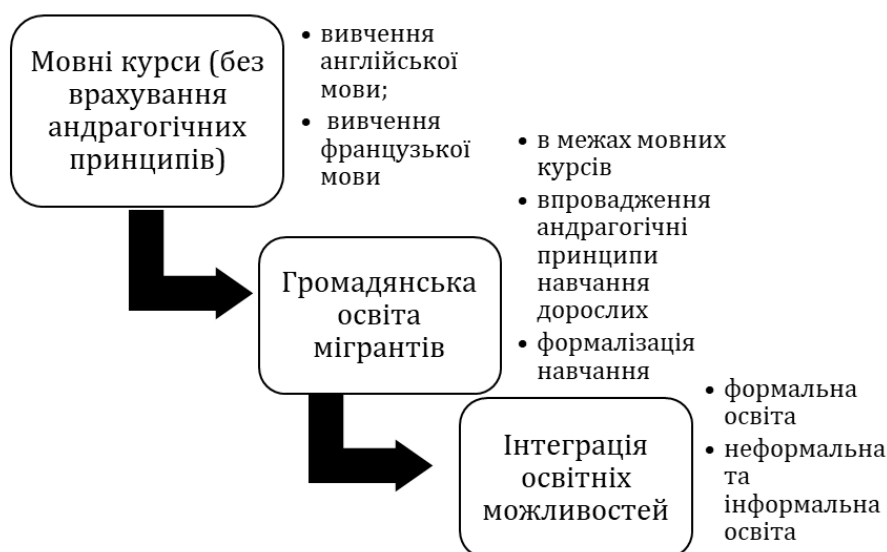 Мовні курси (без
врахування
андрагогічних
принципів)
• вивчення
англійської
мови;
• вивчення
французької
мови
Громадянська
освіта
мігрантів
• в межах мовних
курсів
• впровадження
андрагогічні
принципи
навчання
дорослих
• формалізація
навчання
Інтеграція
освітніх
можливостей
• формальна
освіта
• неформальна
та
інформальна
освіта